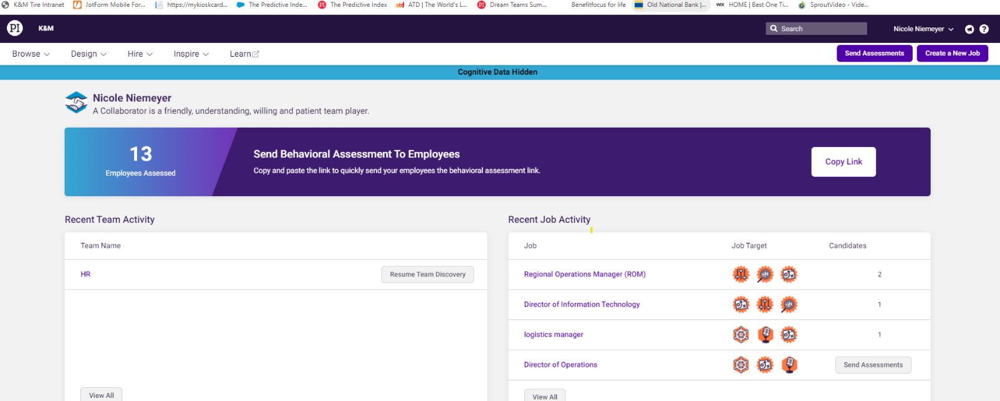 K&M Tire Intranet JotForm Mobile For... https://mykioskcard... The Predictive Inde... PI The Predictive Index atd ATD | The World's L... PI Dream Teams Sum... Benefitfocus for life Old National Bank |... WIX HOME | Best One Ti... SproutVideo - Vide...
PI K&M Search Nicole Niemeyer ?
Browse Design Hire Inspire Learn Send Assessments Create a New Job
Cognitive Data Hidden
Nicole Niemeyer
A Collaborator is a friendly, understanding, willing and patient team player.
13
Employees Assessed
Send Behavioral Assessment To Employees
Copy and paste the link to quickly send your employees the behavioral assessment link.
Copy Link
Recent Team Activity
Team Name
HR Resume Team Discovery
View All
Recent Job Activity
Job Job Target Candidates
Regional Operations Manager (ROM) 2
Director of Information Technology 1
logistics manager 1
Director of Operations Send Assessments
View All